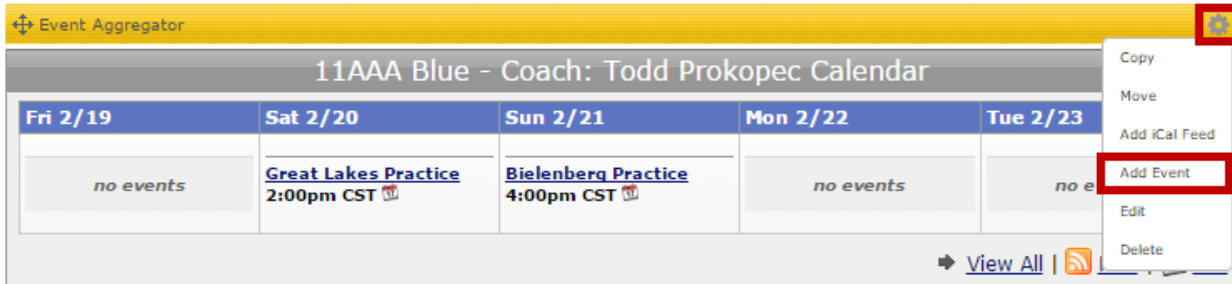 Event Aggregator
11AAA Blue - Coach: Todd Prokopec Calendar
Fri 2/19 Sat 2/20 Sun 2/21 Mon 2/22 Tue 2/23
no events Great Lakes Practice Bielenberg Practice no events no e
2:00pm CST 4:00pm CST
View All | |
Copy
Move
Add iCal Feed
Add Event
Edit
Delete